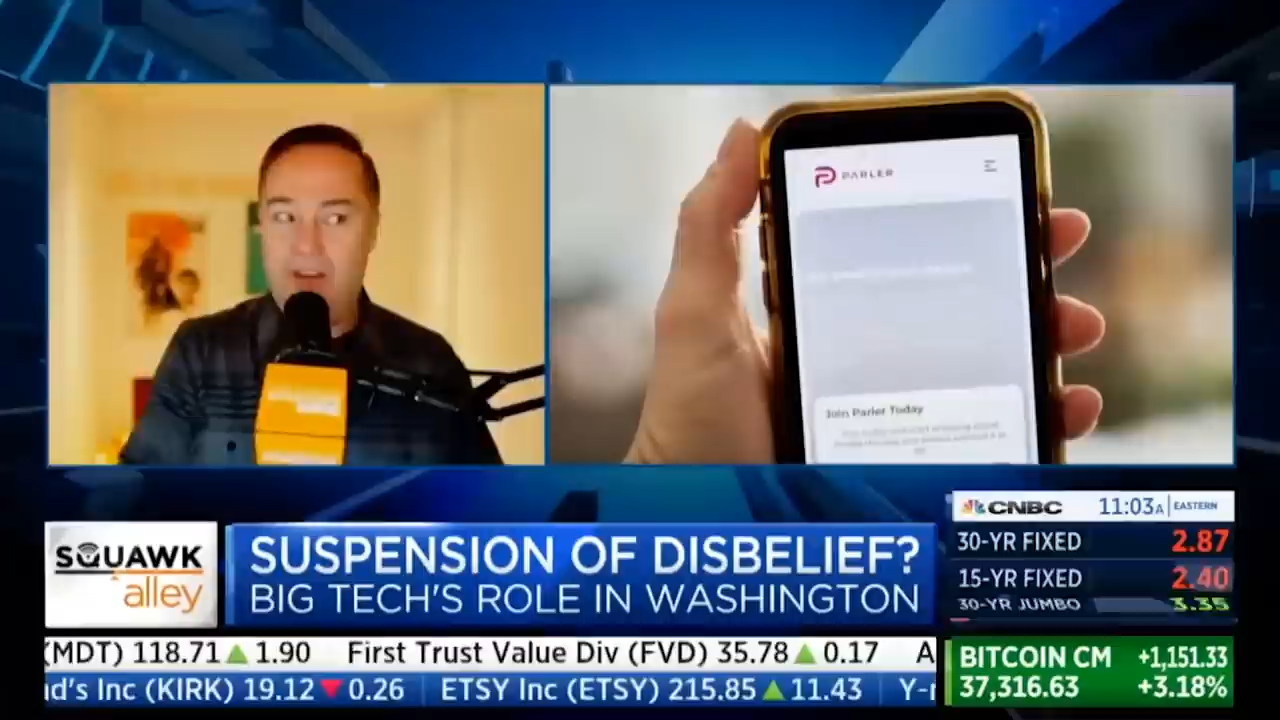 PARLER
Join Parler Today
SQUAWK
alley
SUSPENSION OF DISBELIEF?
BIG TECH'S ROLE IN WASHINGTON
CNBC 11:03A EASTERN
30-YR FIXED 2.87
15-YR FIXED 2.40
30-YR JUMBO 3.35
(MDT) 118.71▲1.90 First Trust Value Div (FVD) 35.78▲0.17 A
d's Inc (KIRK) 19.12▼0.26 ETSY Inc (ETSY) 215.85▲11.43 Y-
BITCOIN CM +1,151.33
37,316.63 +3.18%